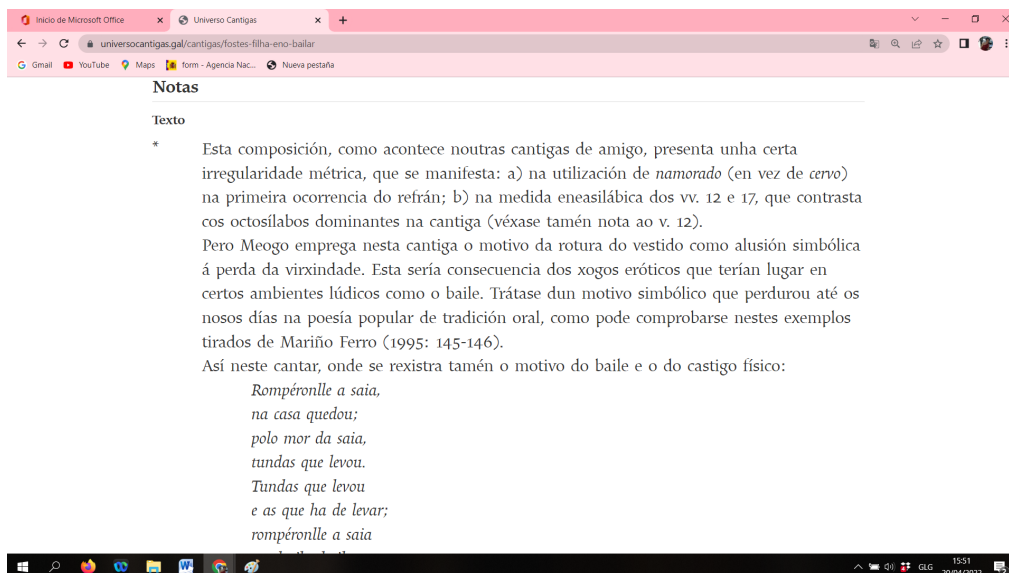 Inicio de Microsoft Office
Universo Cantigas
universocantigas.gal/cantigas/fostes-filha-eno-bailar
Gmail YouTube Maps form - Agencia Nac... Nueva pestaña
Notas
Texto
* Esta composición, como acontece noutras cantigas de amigo, presenta unha certa
irregularidade métrica, que se manifesta: a) na utilización de namorado (en vez de cervo)
na primeira ocorrencia do refrán; b) na medida eneasilábica dos vv. 12 e 17, que contrasta
cos octosílabos dominantes na cantiga (véxase tamén nota ao v. 12).
Pero Meogo emprega nesta cantiga o motivo da rotura do vestido como alusión simbólica
á perda da virxindade. Esta sería consecuencia dos xogos eróticos que terían lugar en
certos ambientes lúdicos como o baile. Trátase dun motivo simbólico que perdurou até os
nosos días na poesía popular de tradición oral, como pode comprobarse nestes exemplos
tirados de Mariño Ferro (1995: 145-146).
Así neste cantar, onde se rexistra tamén o motivo do baile e o do castigo físico:
Rompéronlle a saia,
na casa quedou;
polo mor da saia,
tundas que levou.
Tundas que levou
e as que ha de levar;
rompéronlle a saia
GLG
15:51